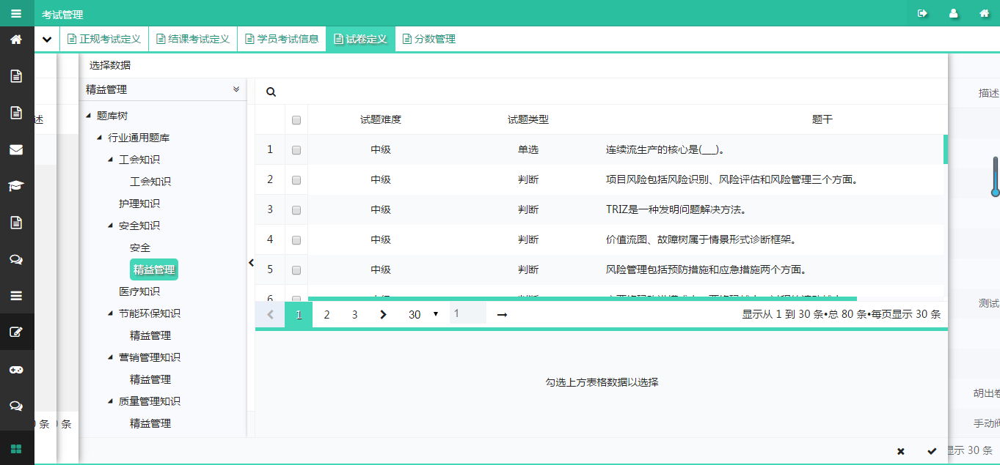 考试管理
正规考试定义 结课考试定义 学员考试信息 试卷定义 分数管理
选择数据
精益管理
描述
述
题库树
行业通用题库
工会知识
工会知识
护理知识
安全知识
安全
精益管理
医疗知识
节能环保知识
精益管理
营销管理知识
精益管理
质量管理知识
精益管理
试题难度 试题类型 题干
1 中级 单选 连续流生产的核心是(___)。
2 中级 判断 项目风险包括风险识别、风险评估和风险管理三个方面。
3 中级 判断 TRIZ是一种发明问题解决方法。
4 中级 判断 价值流图、故障树属于情景形式诊断框架。
5 中级 判断 风险管理包括预防措施和应急措施两个方面。
6 中级 判断
1 2 3 30 1 显示从 1 到 30 条•总 80 条•每页显示 30 条
测试
勾选上方表格数据以选择
胡出卷
手动阅
条 条
显示 30 条